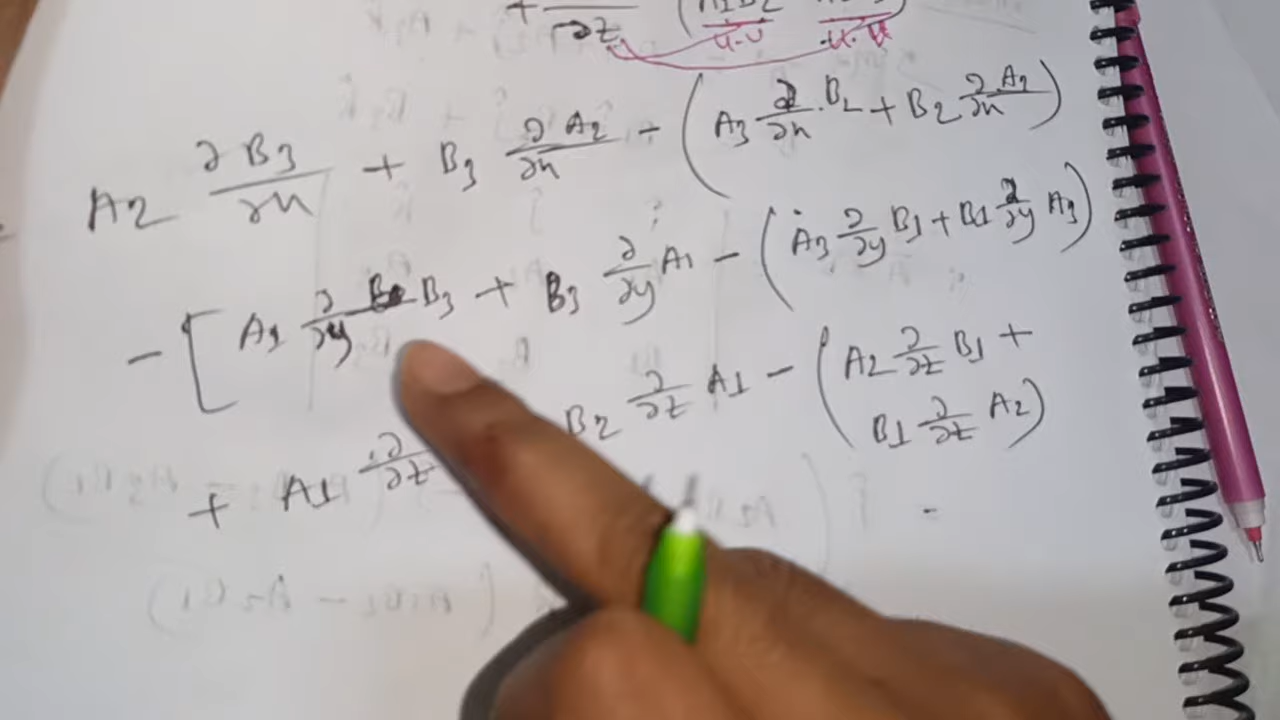 + ∂z (A1B2
u.v u.v
A2 ∂B3/∂x + B3 ∂A2/∂x - (A3 ∂/∂x . B2 + B2 ∂A3/∂x)
- [ A1 ∂/∂y B3 + B3 ∂/∂y A1 - (A3 ∂/∂y B1 + B1 ∂/∂y A3)
+ A1 ∂/∂z B2 ∂/∂z A1 - (A2 ∂/∂z B1 +
B1 ∂/∂z A2)